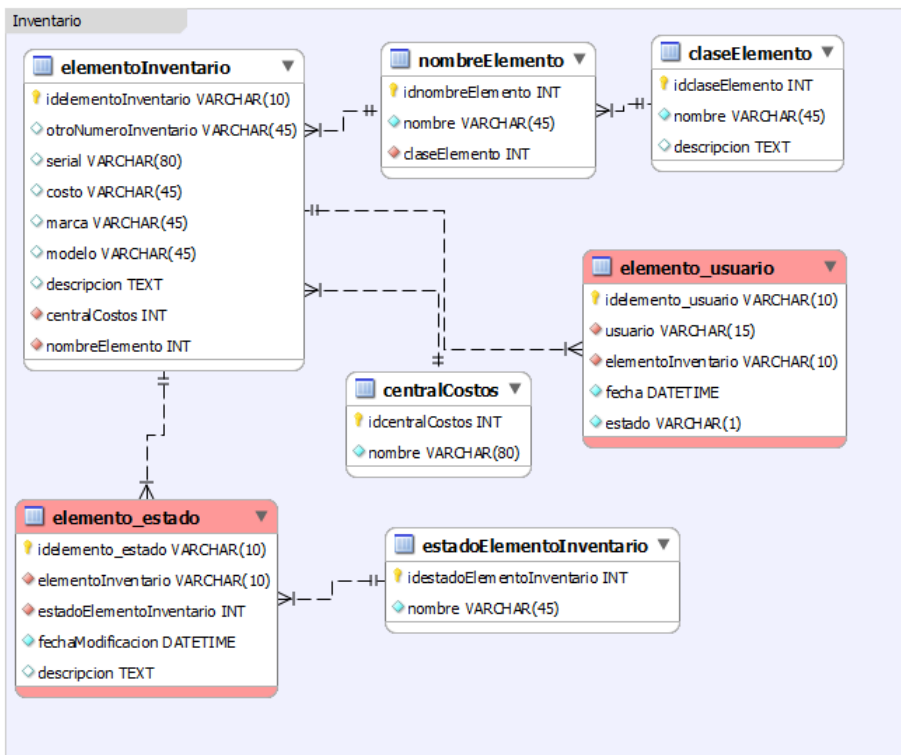 Inventario
elementoInventario
idelementoInventario VARCHAR(10)
otroNumeroInventario VARCHAR(45)
serial VARCHAR(80)
costo VARCHAR(45)
marca VARCHAR(45)
modelo VARCHAR(45)
descripcion TEXT
centralCostos INT
nombreElemento INT
nombreElemento
idnombreElemento INT
nombre VARCHAR(45)
claseElemento INT
claseElemento
idclaseElemento INT
nombre VARCHAR(45)
descripcion TEXT
elemento_usuario
idelemento_usuario VARCHAR(10)
usuario VARCHAR(15)
elementoInventario VARCHAR(10)
fecha DATETIME
estado VARCHAR(1)
centralCostos
idcentralCostos INT
nombre VARCHAR(80)
elemento_estado
idelemento_estado VARCHAR(10)
elementoInventario VARCHAR(10)
estadoElementoInventario INT
fechaModificacion DATETIME
descripcion TEXT
estadoElementoInventario
idestadoElementoInventario INT
nombre VARCHAR(45)